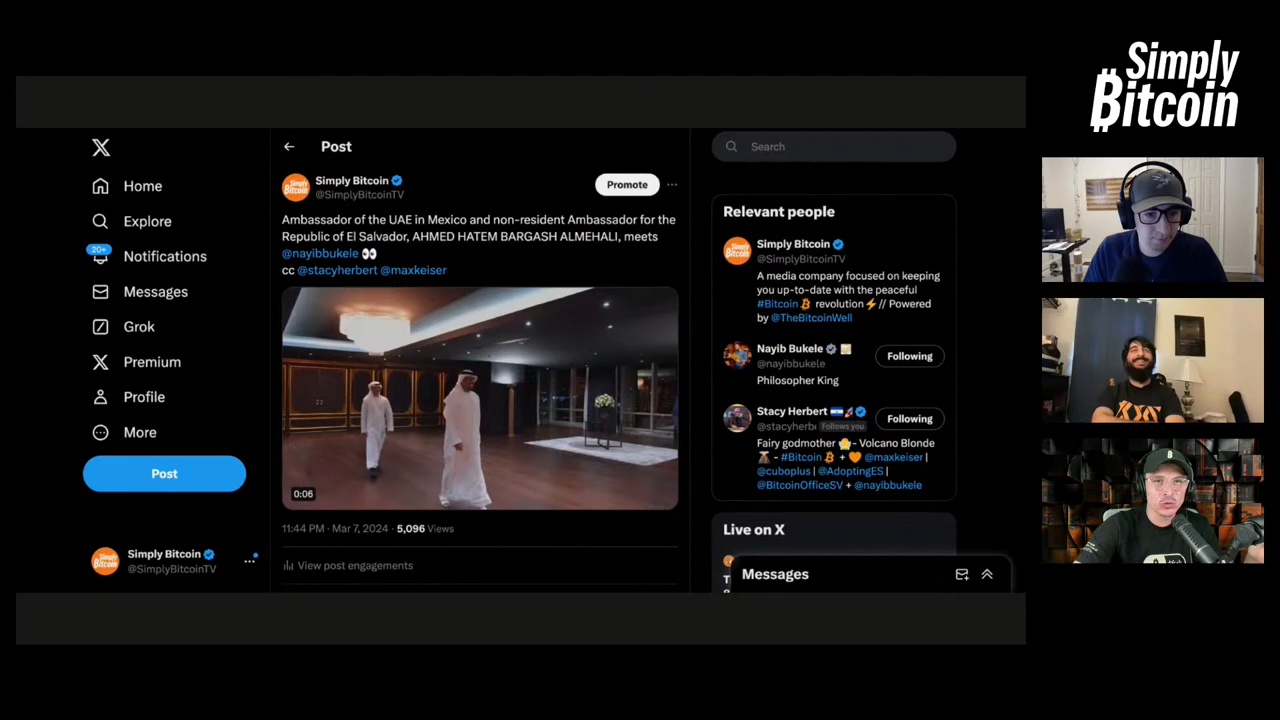 Simply
Bitcoin
Post
Search
Home
Explore
20+
Notifications
Messages
Grok
Premium
Profile
More
Post
Simply Bitcoin
@SimplyBitcoinTV
Simply Bitcoin
@SimplyBitcoinTV
Promote
Ambassador of the UAE in Mexico and non-resident Ambassador for the
Republic of El Salvador, AHMED HATEM BARGASH ALMEHALI, meets
@nayibbukele 👀
cc @stacyherbert @maxkeiser
0:06
11:44 PM · Mar 7, 2024 · 5,096 Views
View post engagements
Relevant people
Simply Bitcoin
@SimplyBitcoinTV
A media company focused on keeping
you up-to-date with the peaceful
#Bitcoin revolution⚡// Powered
by @TheBitcoinWell
Nayib Bukele
@nayibbukele
Following
Philosopher King
Stacy Herbert 🇸🇻🚀
@stacyherb Follows you
Following
Fairy godmother - Volcano Blonde
🌋 - #Bitcoin + 🧡 @maxkeiser |
@cuboplus | @AdoptingES |
@BitcoinOfficeSV + @nayibbukele
Live on X
Messages